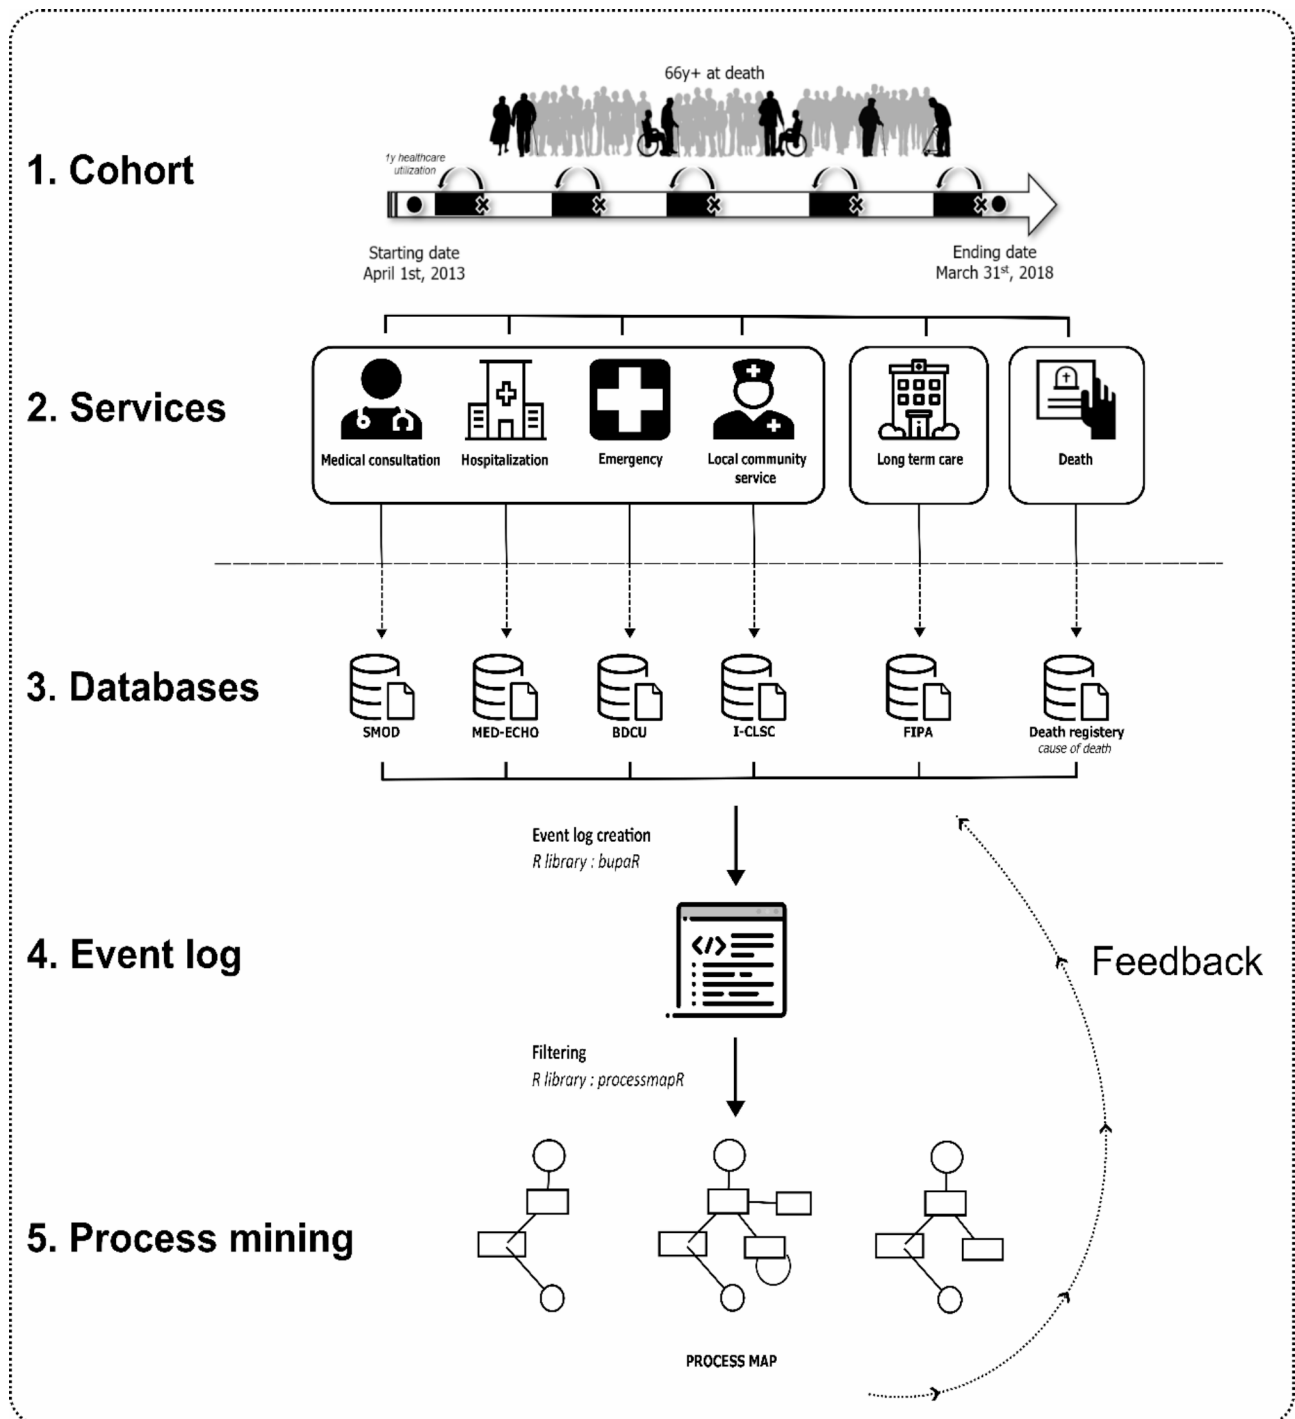 66y+ at death
1y healthcare
utilization
1. Cohort
Starting date
April 1st, 2013
Ending date
March 31st, 2018
2. Services
Medical consultation
Hospitalization
Emergency
Local community
service
Long term care
Death
3. Databases
SMOD
MED-ECHO
BDCU
I-CLSC
FIPA
Death registery
cause of death
Event log creation
R library : bupaR
4. Event log
Feedback
Filtering
R library : processmapR
5. Process mining
PROCESS MAP